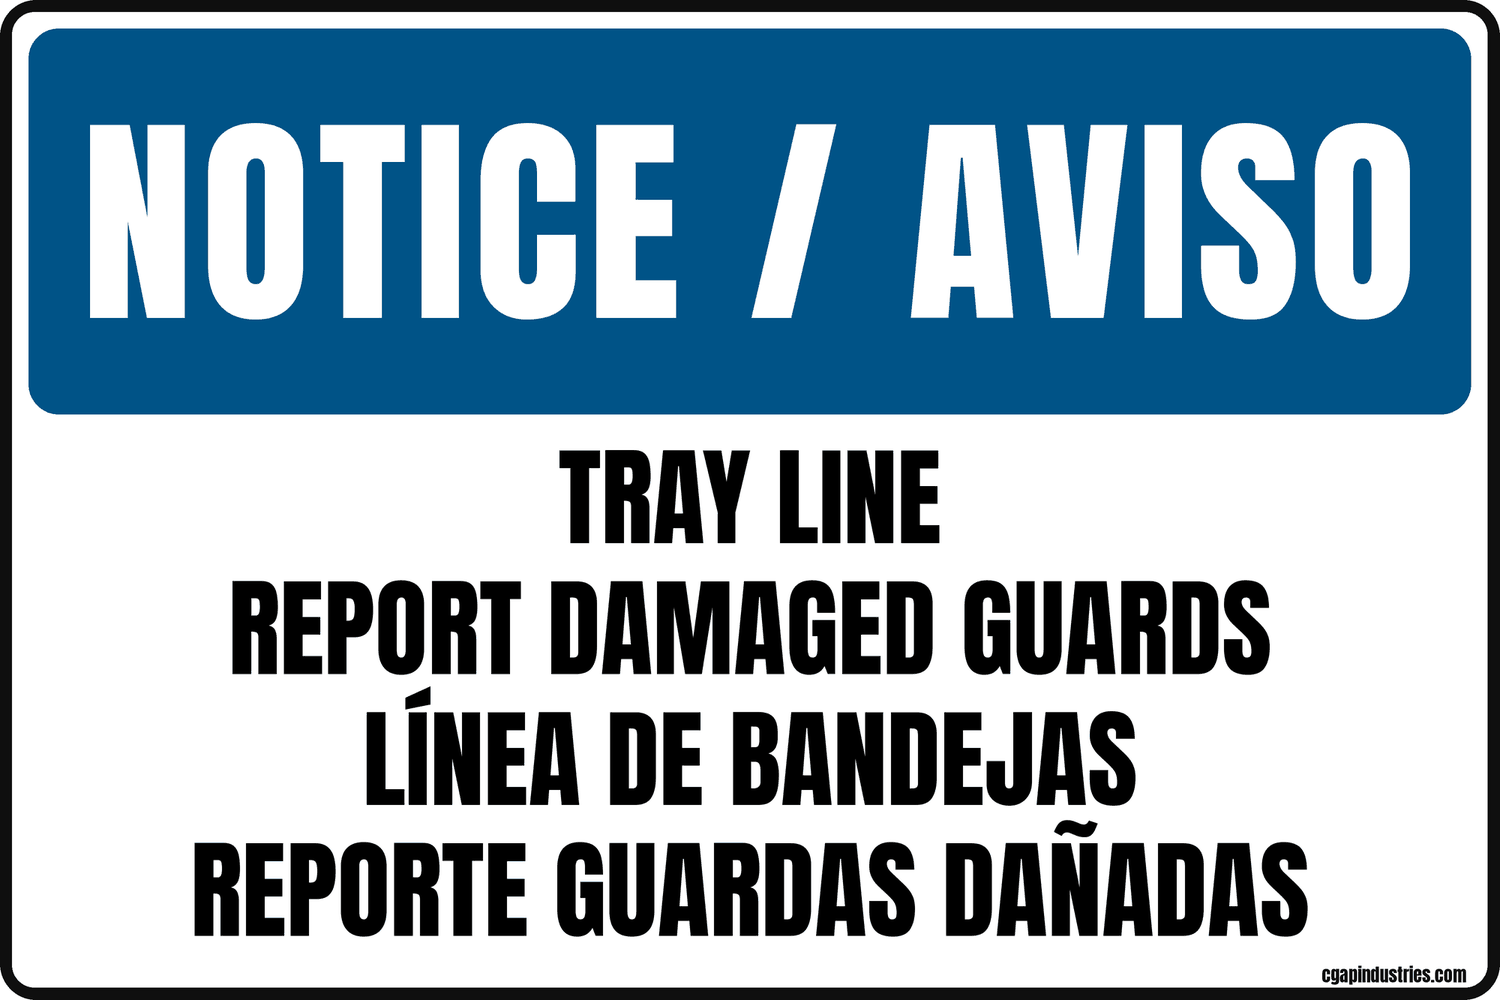 NOTICE / AVISO
TRAY LINE
REPORT DAMAGED GUARDS
LÍNEA DE BANDEJAS
REPORTE GUARDAS DAÑADAS
cgapindustries.com